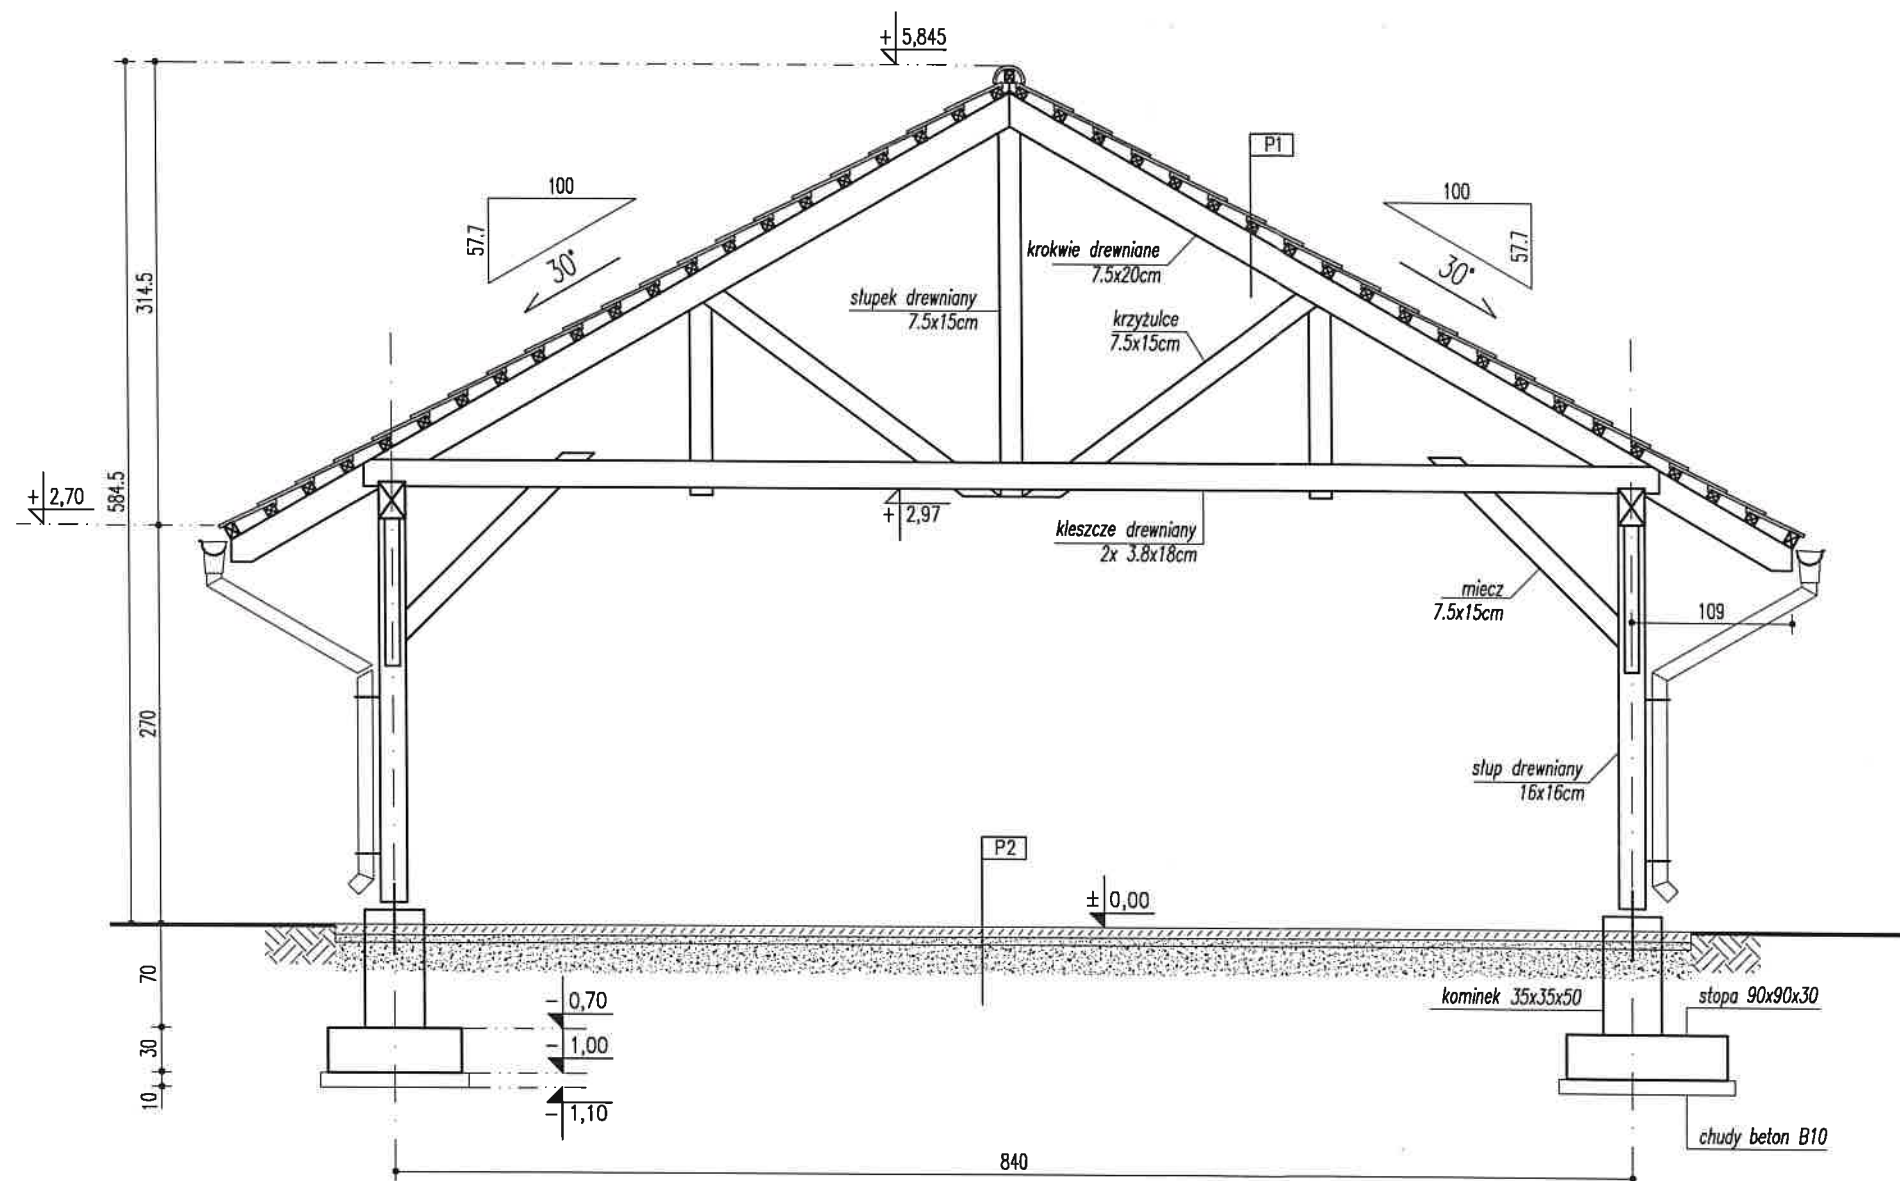 + 5,845
P1
100
57.7
30°
100
57.7
30°
krokwie drewniane
7.5x20cm
słupek drewniany
7.5x15cm
krzyżulce
7.5x15cm
314.5
584.5
+ 2,70
+ 2,97
kleszcze drewniany
2x 3.8x18cm
miecz
7.5x15cm
109
270
słup drewniany
16x16cm
P2
± 0,00
70
- 0,70
kominek 35x35x50
stopa 90x90x30
30
- 1,00
10
- 1,10
chudy beton B10
840